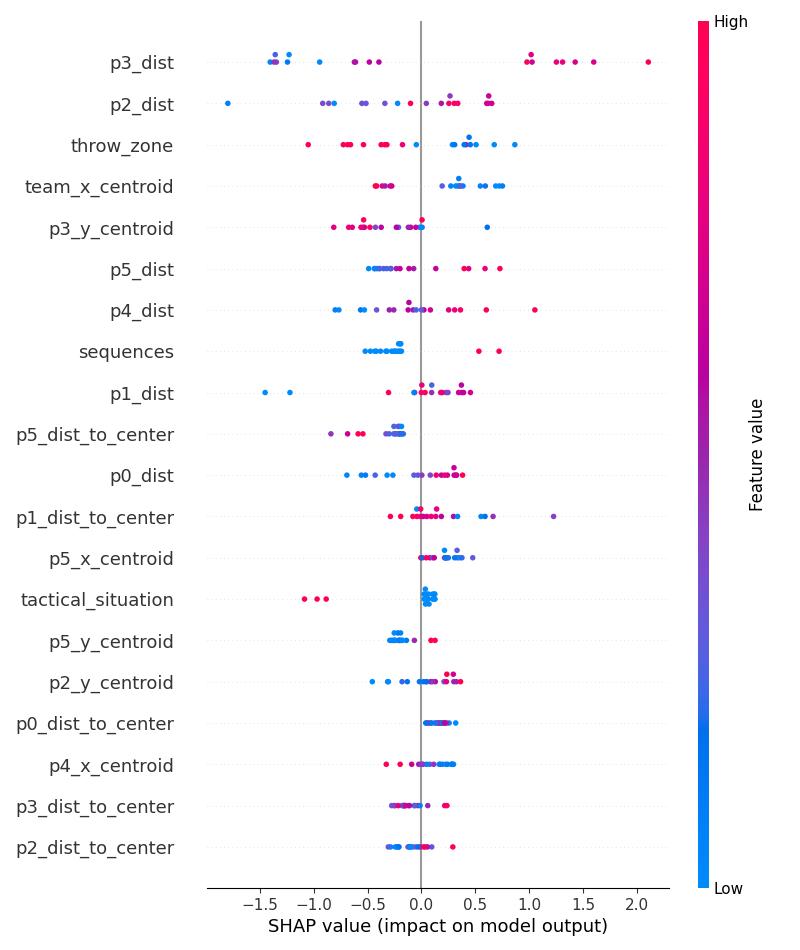 High
p3_dist
p2_dist
throw_zone
team_x_centroid
p3_y_centroid
p5_dist
p4_dist
sequences
p1_dist
p5_dist_to_center
p0_dist
p1_dist_to_center
p5_x_centroid
tactical_situation
p5_y_centroid
p2_y_centroid
p0_dist_to_center
p4_x_centroid
p3_dist_to_center
p2_dist_to_center
Feature value
Low
−1.5 −1.0 −0.5 0.0 0.5 1.0 1.5 2.0
SHAP value (impact on model output)